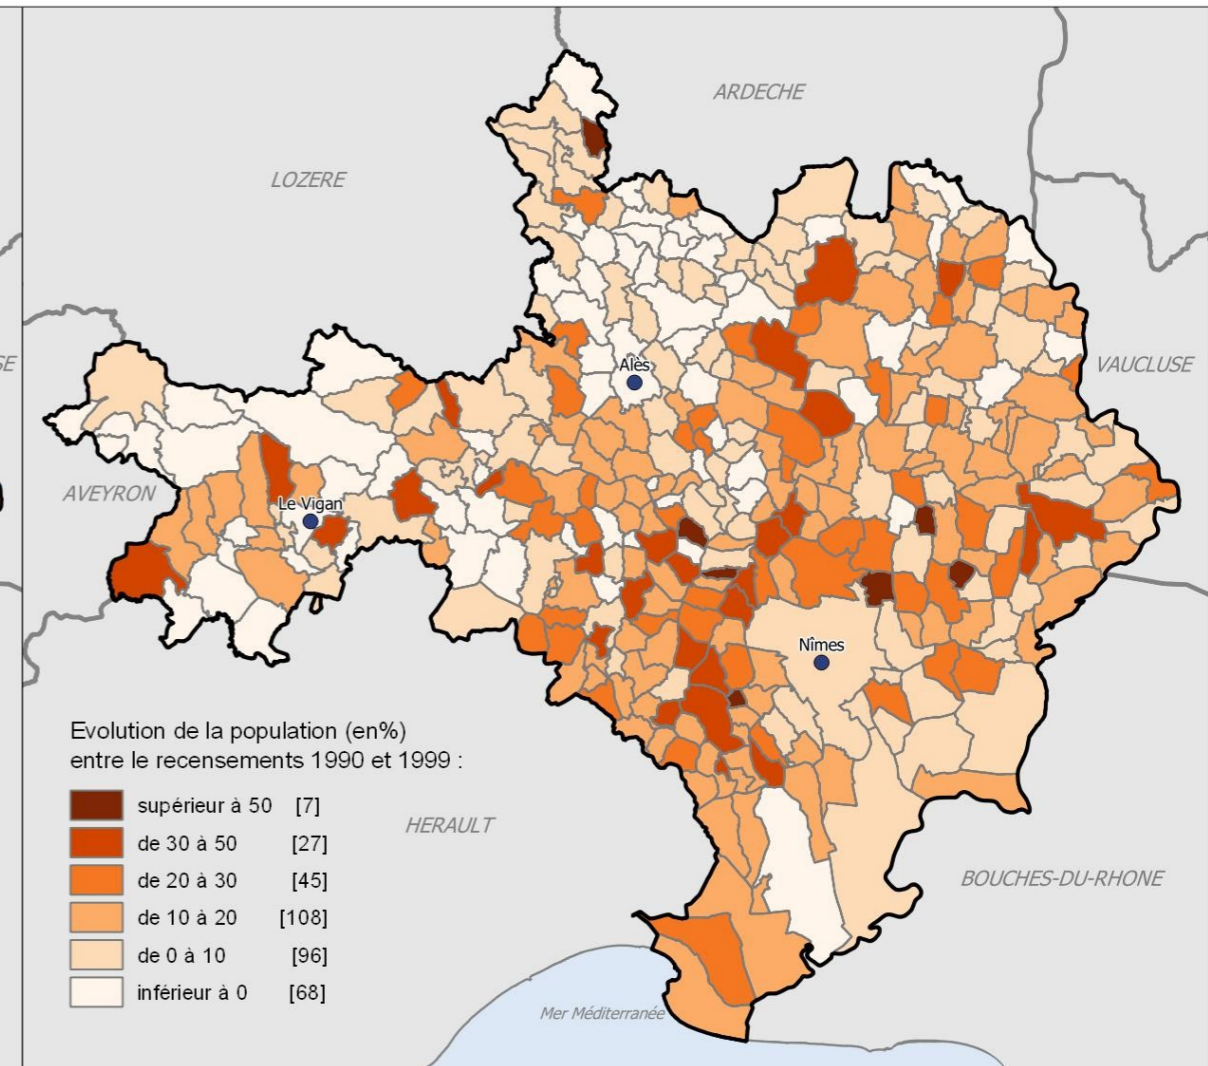 ARDECHE
LOZERE
SE
VAUCLUSE
Alès
AVEYRON
Le Vigan
Nîmes
Evolution de la population (en%)
entre le recensements 1990 et 1999 :
supérieur à 50 [7]
de 30 à 50 [27]
de 20 à 30 [45]
de 10 à 20 [108]
de 0 à 10 [96]
inférieur à 0 [68]
HERAULT
BOUCHES-DU-RHONE
Mer Méditerranée